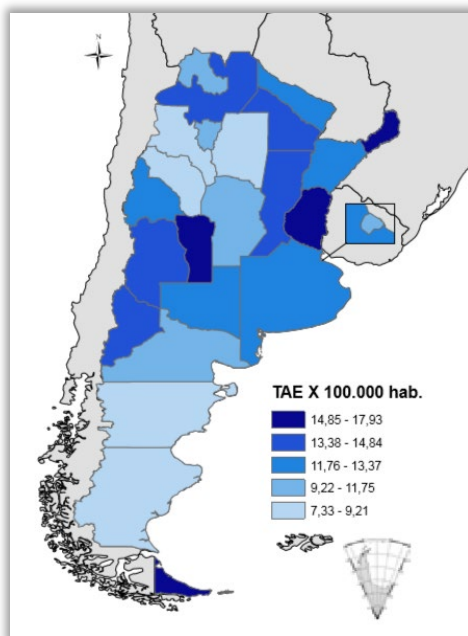 TAE X 100.000 hab.
14,85 - 17,93
13,38 - 14,84
11,76 - 13,37
9,22 - 11,75
7,33 - 9,21